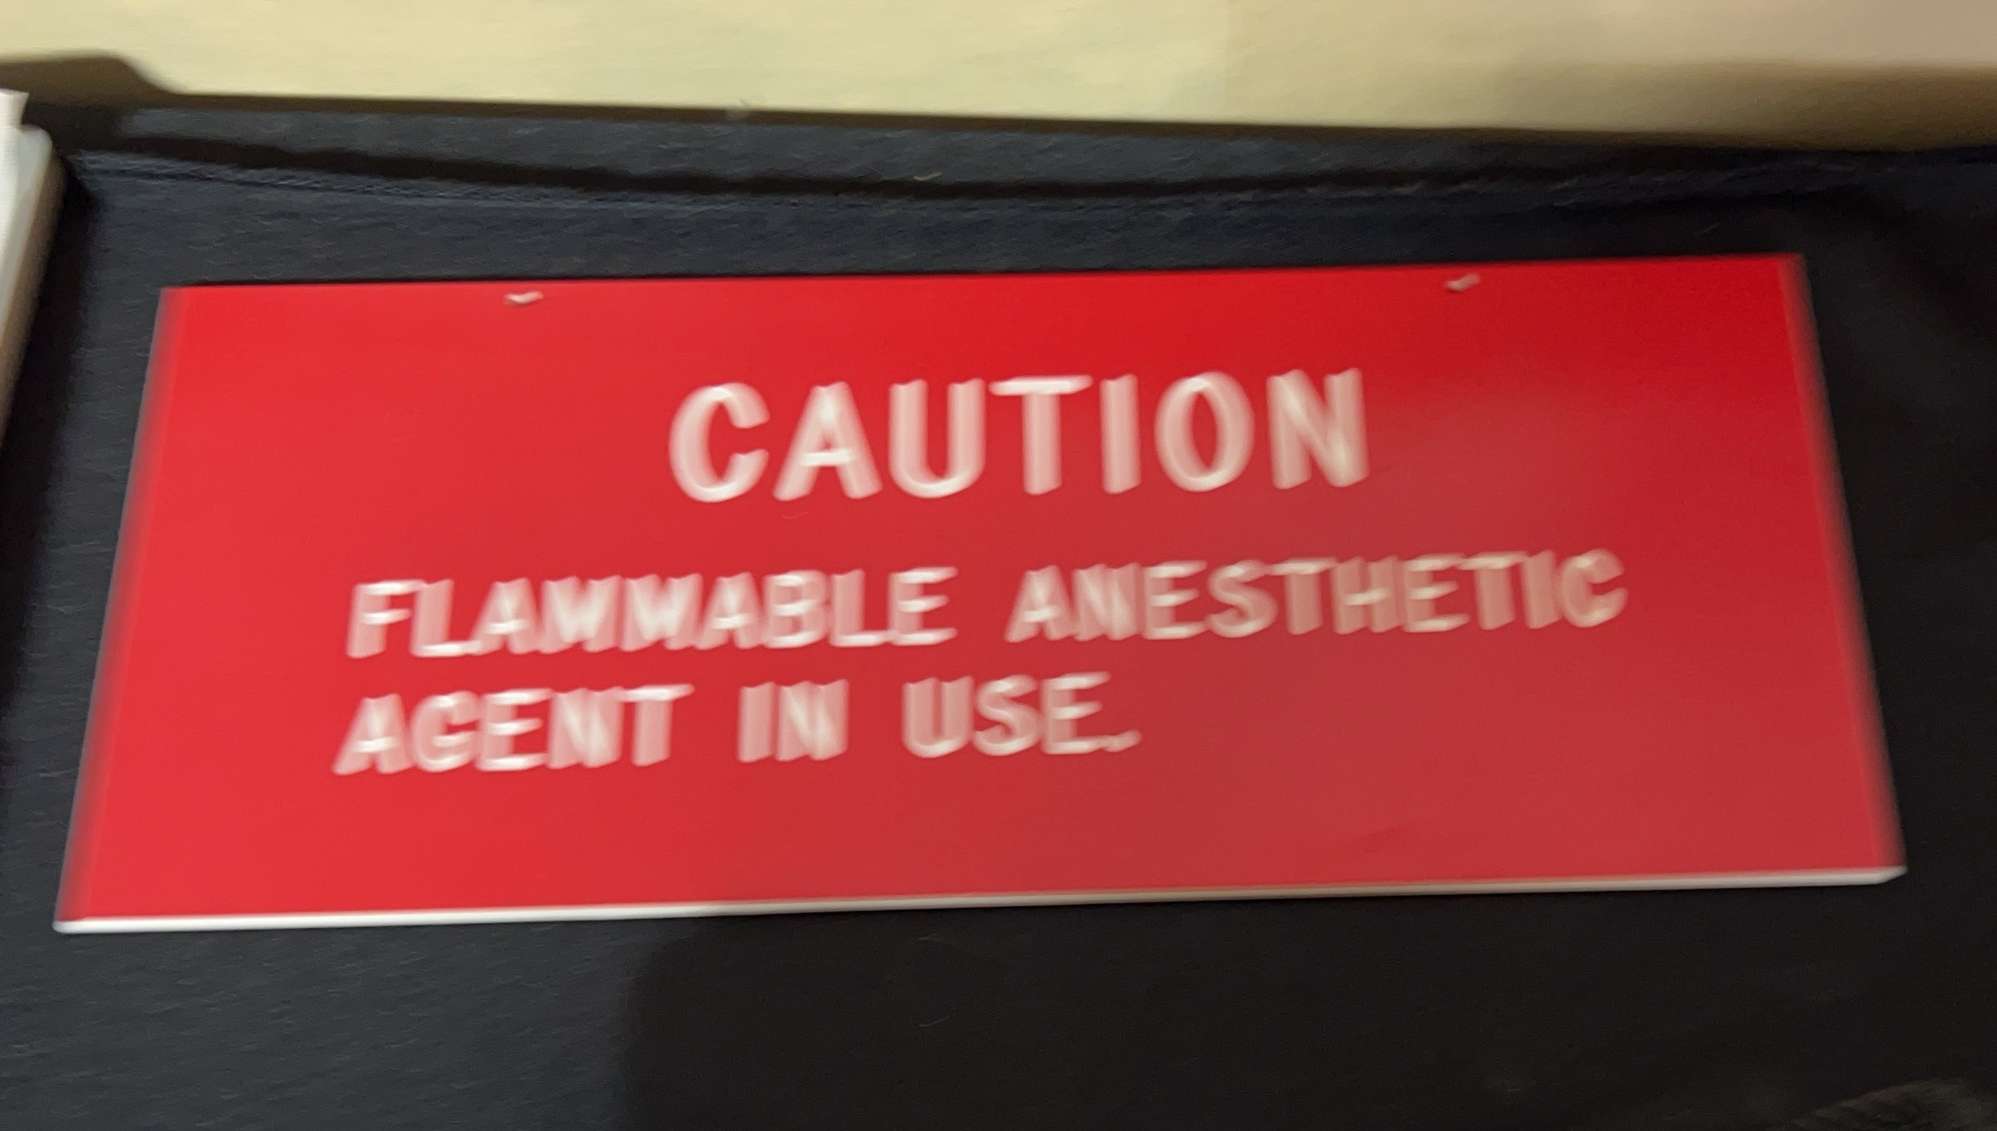 CAUTION
FLAMMABLE ANESTHETIC
AGENT IN USE.